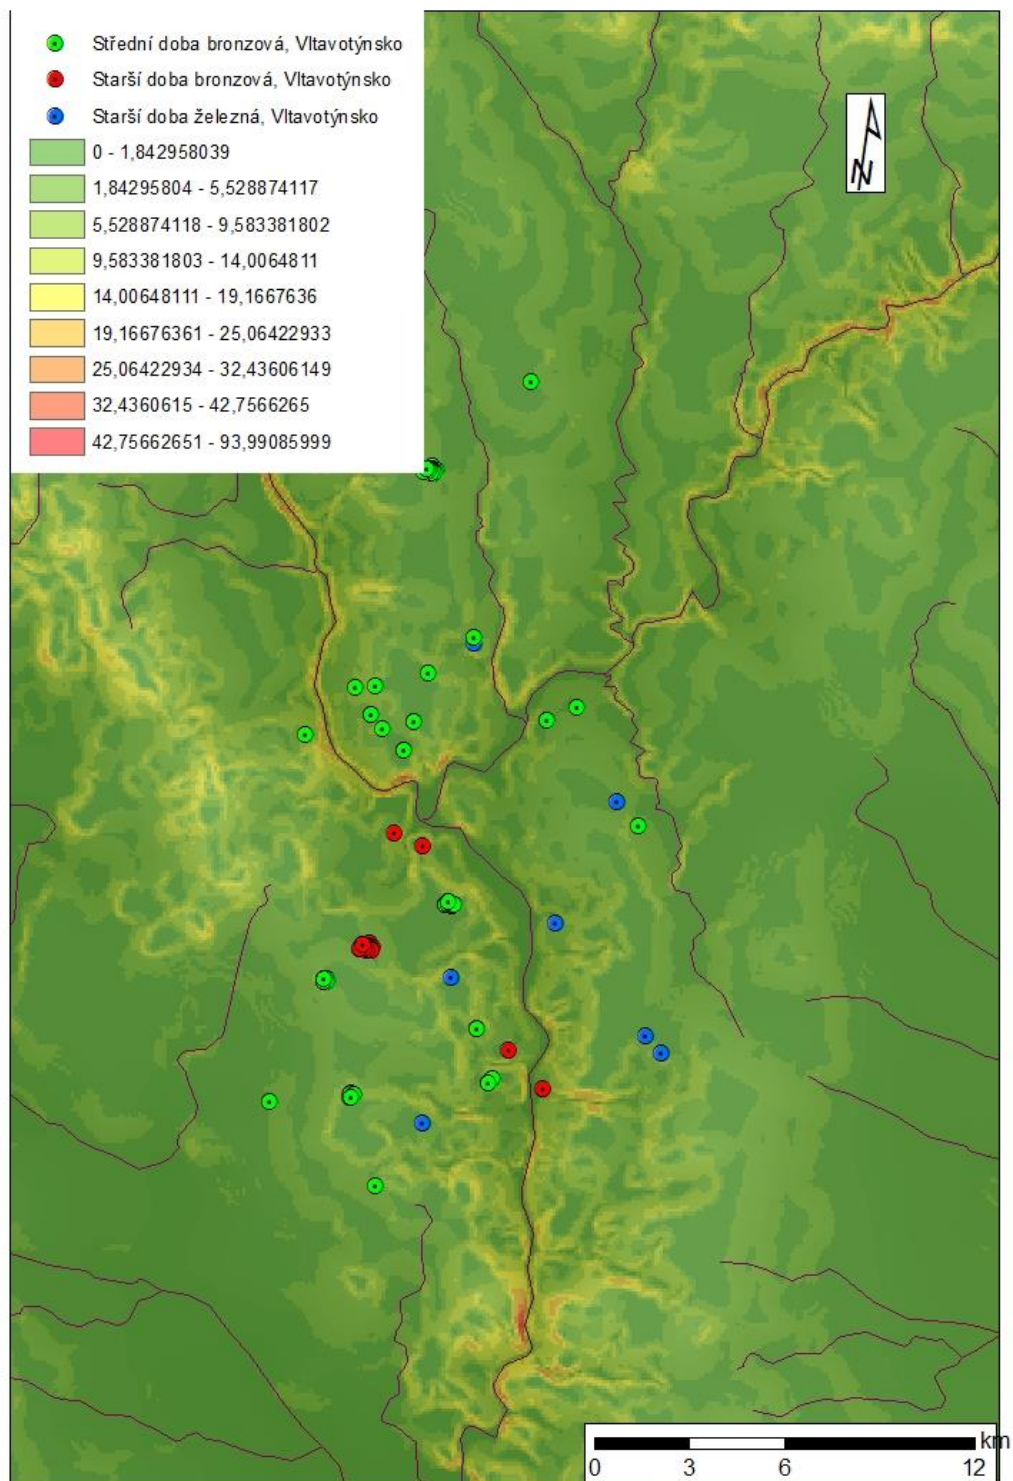 Střední doba bronzová, Vltavotýnsko
Starší doba bronzová, Vltavotýnsko
Starší doba železná, Vltavotýnsko
0 - 1,842958039
1,84295804 - 5,528874117
5,528874118 - 9,583381802
9,583381803 - 14,0064811
14,00648111 - 19,1667636
19,16676361 - 25,06422933
25,06422934 - 32,43606149
32,4360615 - 42,7566265
42,75662651 - 93,99085999
N
km
0 3 6 12